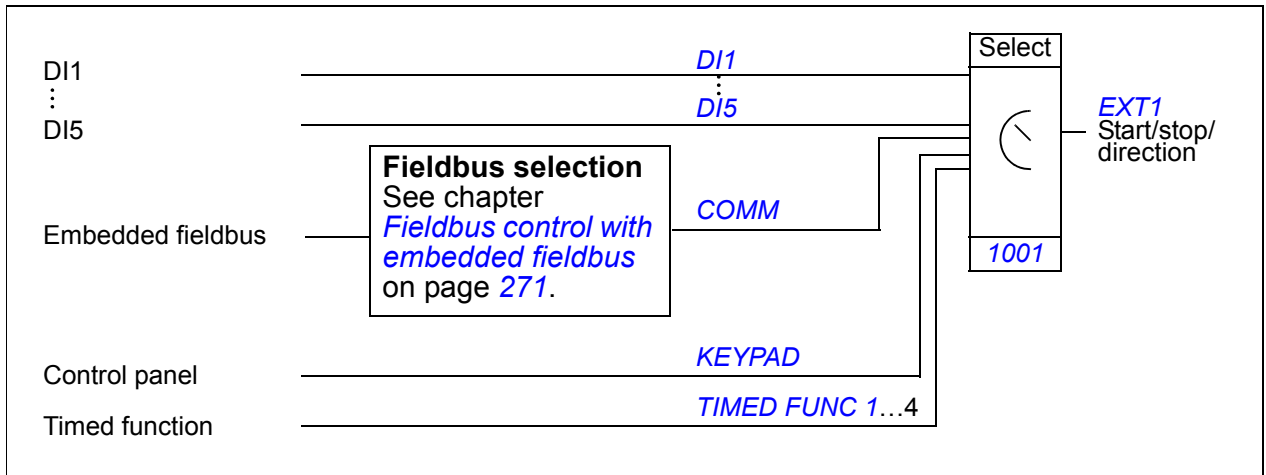 DI1
DI1
Select
DI5
DI5
EXT1
Start/stop/
direction
Fieldbus selection
See chapter
Fieldbus control with
embedded fieldbus
on page 271.
Embedded fieldbus
COMM
1001
Control panel
KEYPAD
Timed function
TIMED FUNC 1…4